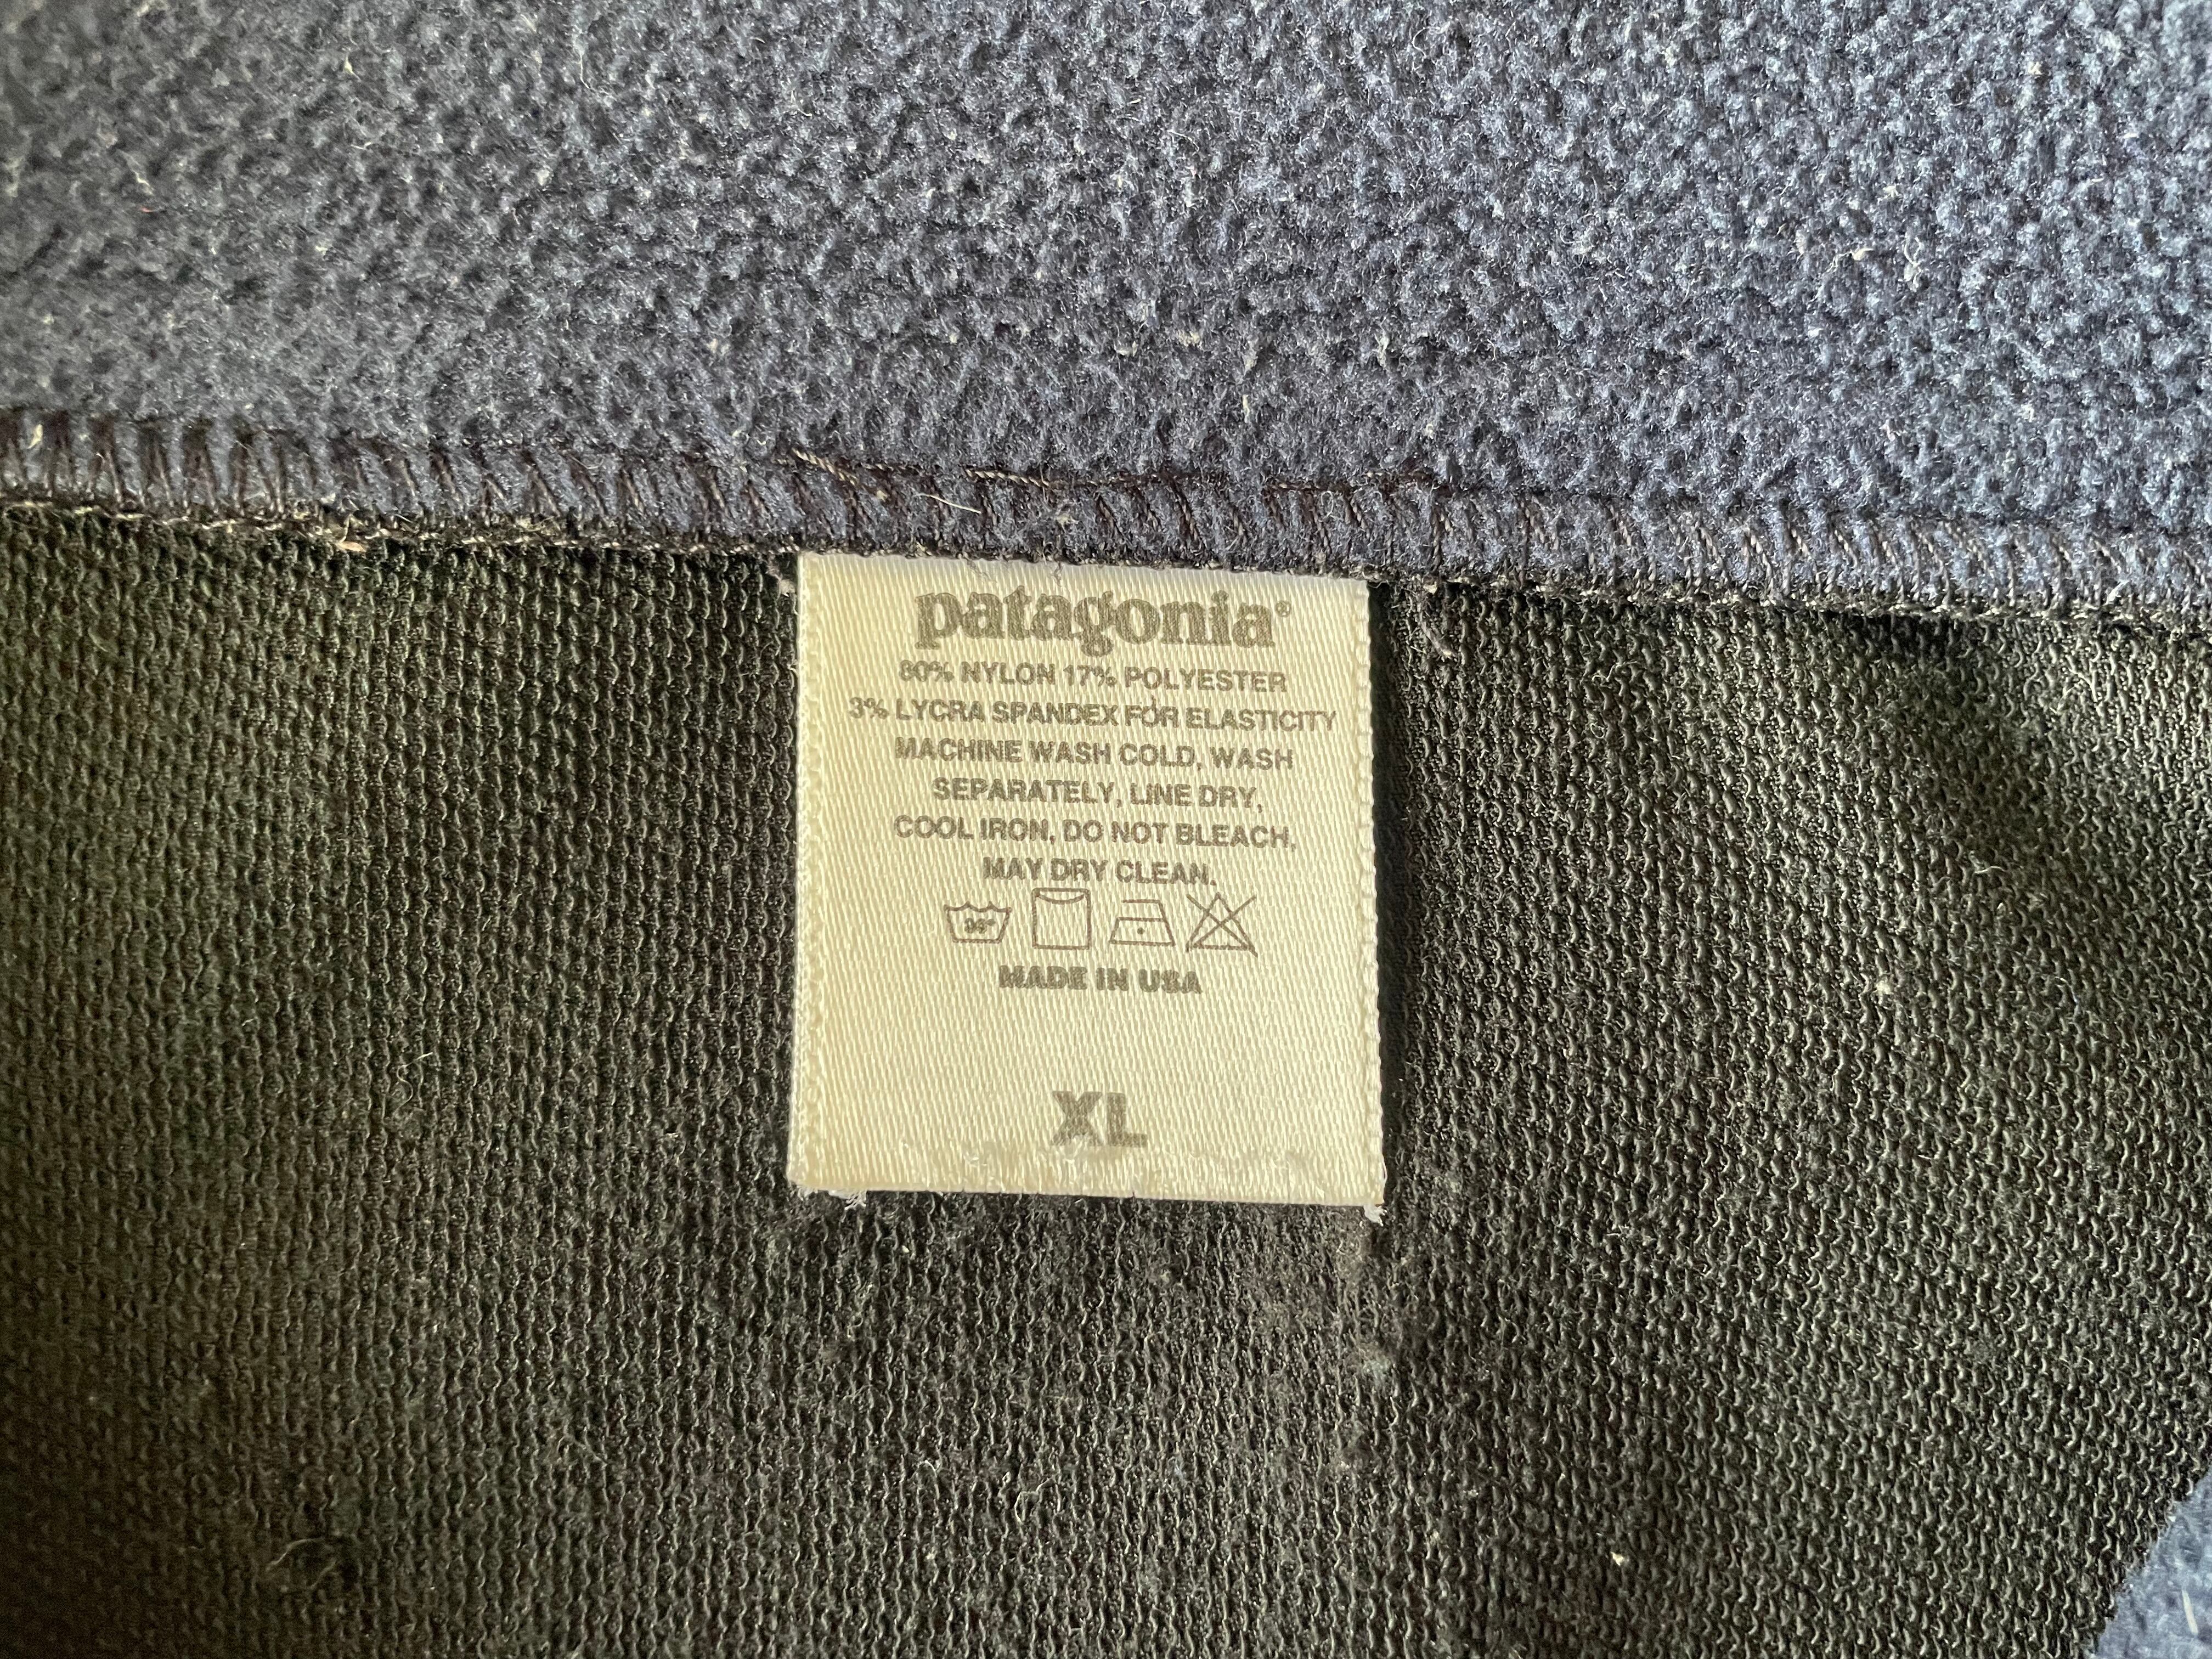 patagonia®
80% NYLON 17% POLYESTER
3% LYCRA SPANDEX FOR ELASTICITY
MACHINE WASH COLD, WASH
SEPARATELY, LINE DRY,
COOL IRON, DO NOT BLEACH,
MAY DRY CLEAN.
30°
MADE IN USA
XL